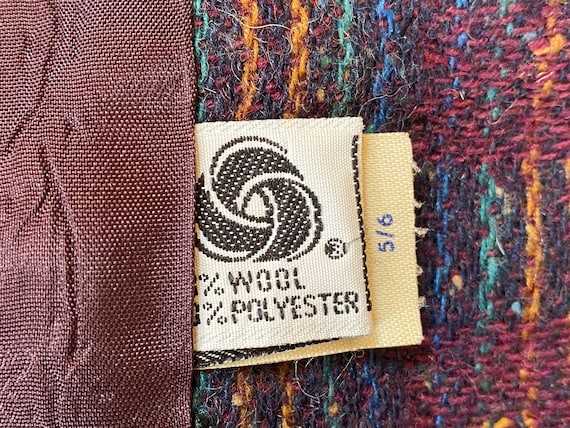 % WOOL
% POLYESTER
5/6